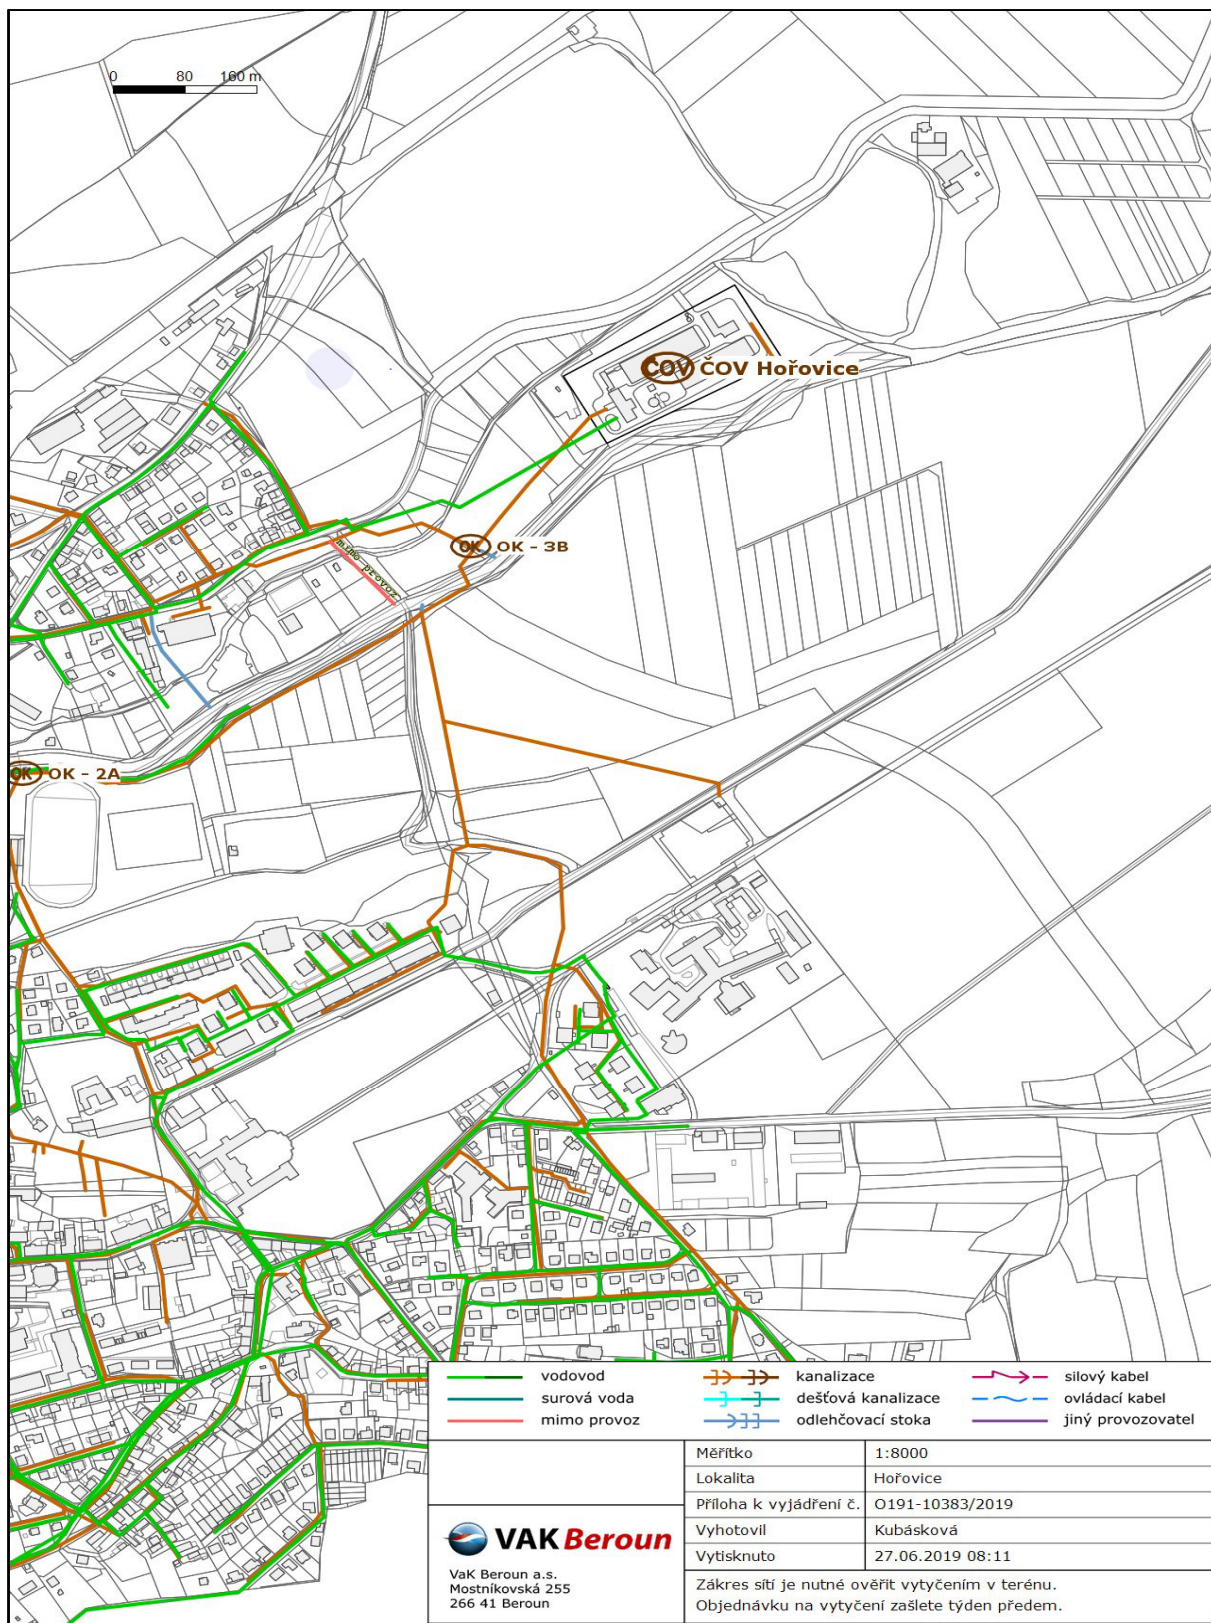 0 80 160 m
ČOV ČOV Hořovice
OK OK - 3B
mimo provoz
OK OK - 2A
vodovod
surová voda
mimo provoz
kanalizace
dešťová kanalizace
odlehčovací stoka
silový kabel
ovládací kabel
jiný provozovatel
Měřítko 1:8000
Lokalita Hořovice
Příloha k vyjádření č. O191-10383/2019
Vyhotovil Kubásková
Vytisknuto 27.06.2019 08:11
VAK Beroun
VaK Beroun a.s.
Mostníkovská 255
266 41 Beroun
Zákres sítí je nutné ověřit vytyčením v terénu.
Objednávku na vytyčení zašlete týden předem.